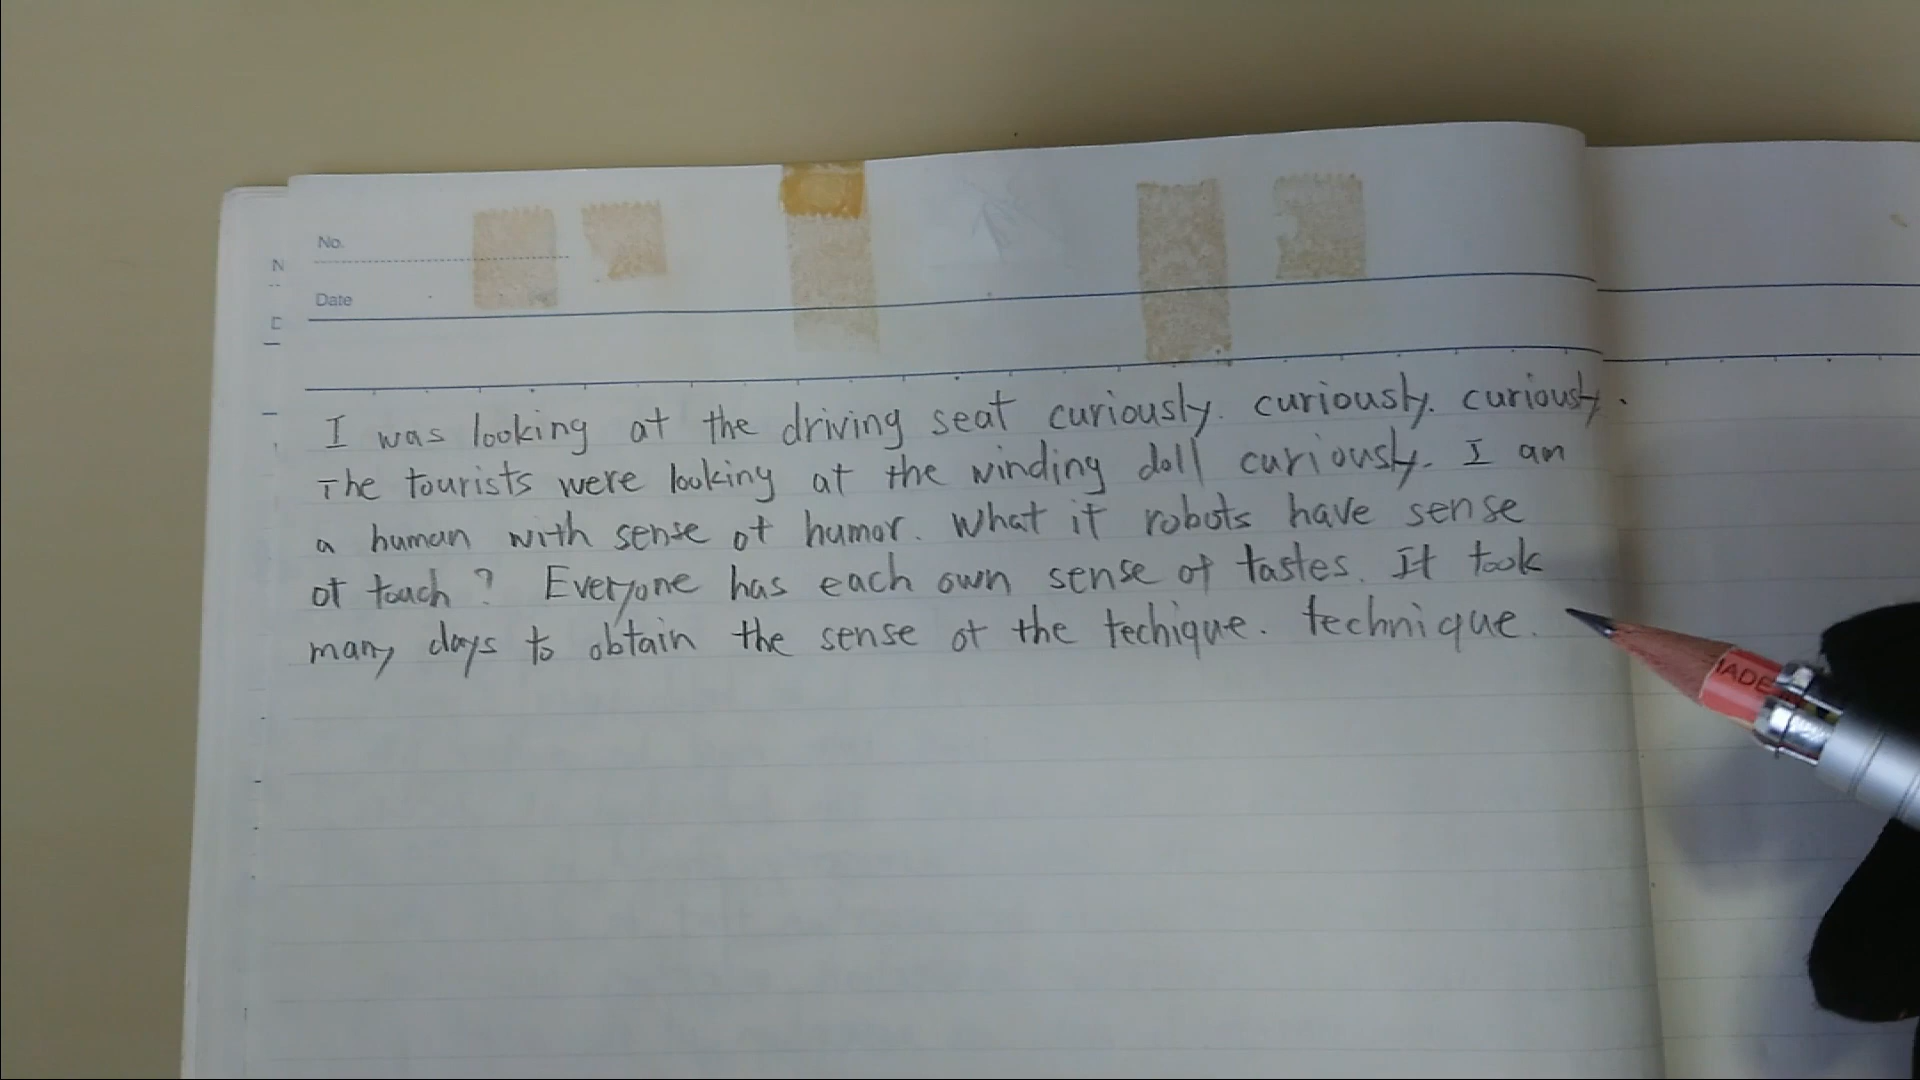 No.
Date
I was looking at the driving seat curiously. curiously. curiously.
The tourists were looking at the winding doll curiously. I am
a human with sense of humor. What if robots have sense
of touch? Everyone has each own sense of tastes. It took
many days to obtain the sense of the techique. technique.
MADE